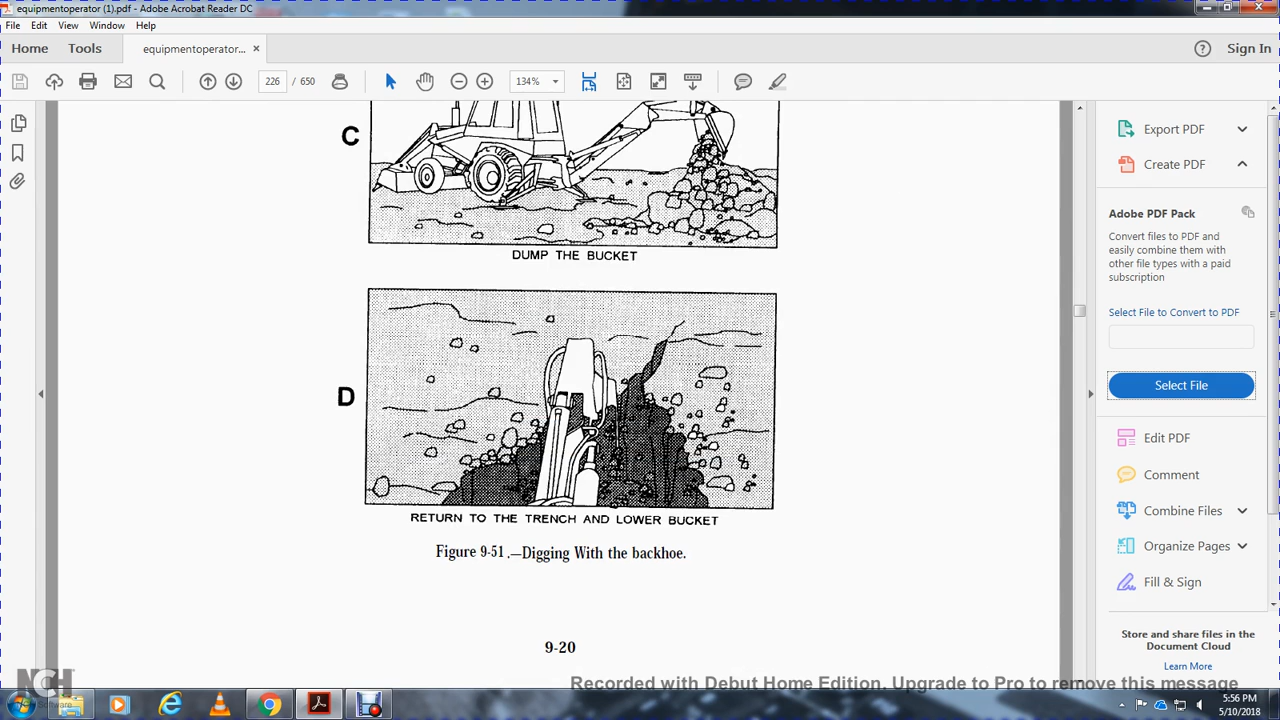 equipmentoperator (1).pdf - Adobe Acrobat Reader DC
File Edit View Window Help
Home Tools equipmentoperator... × Sign In
226 / 650 134%
C
DUMP THE BUCKET
D
RETURN TO THE TRENCH AND LOWER BUCKET
Figure 9-51.—Digging With the backhoe.
9-20
Export PDF
Create PDF
Adobe PDF Pack
Convert files to PDF and
easily combine them with
other file types with a paid
subscription
Select File to Convert to PDF
Select File
Edit PDF
Comment
Combine Files
Organize Pages
Fill & Sign
Store and share files in the
Document Cloud
Learn More
NCH
Software
Recorded with Debut Home Edition. Upgrade to Pro to remove this message
5:56 PM
5/10/2018